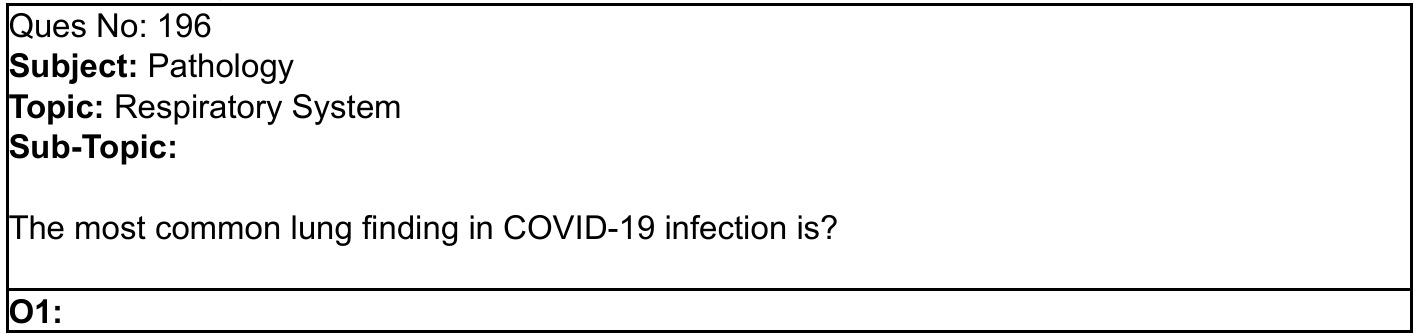 Ques No: 196
Subject: Pathology
Topic: Respiratory System
Sub-Topic:
The most common lung finding in COVID-19 infection is?
O1: